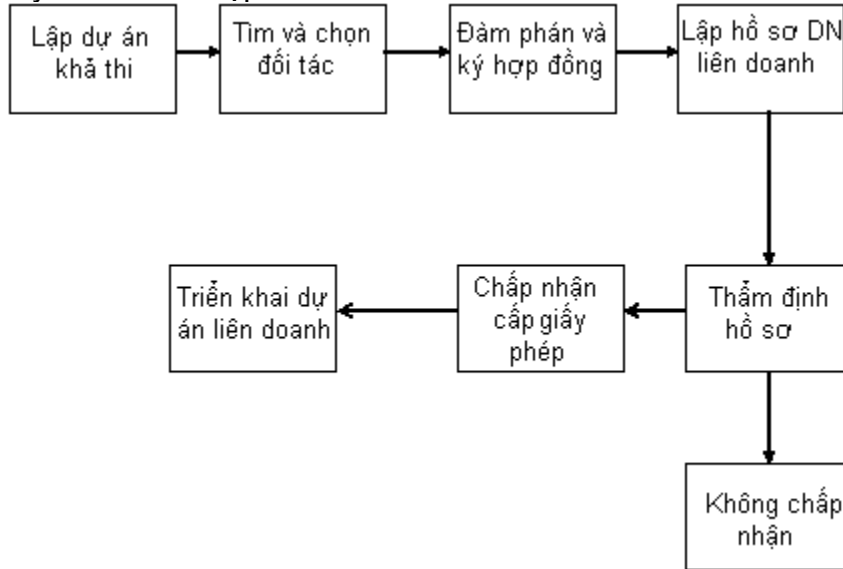 Lập dự án
khả thi
Tìm và chọn
đối tác
Đàm phán và
ký hợp đồng
Lập hồ sơ DN
liên doanh
Thẩm định
hồ sơ
Chấp nhận
cấp giấy
phép
Triển khai dự
án liên doanh
Không chấp
nhận